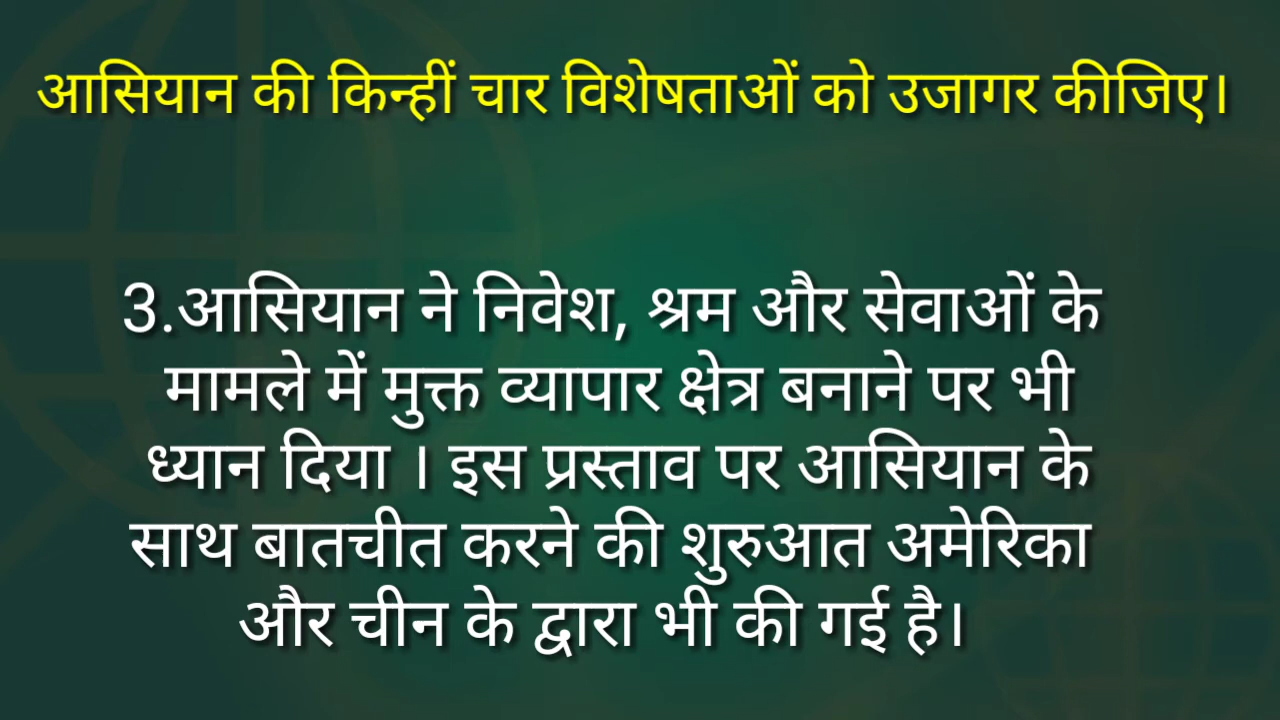 आसियान की किन्हीं चार विशेषताओं को उजागर कीजिए।
3.आसियान ने निवेश, श्रम और सेवाओं के
मामले में मुक्त व्यापार क्षेत्र बनाने पर भी
ध्यान दिया । इस प्रस्ताव पर आसियान के
साथ बातचीत करने की शुरुआत अमेरिका
और चीन के द्वारा भी की गई है।